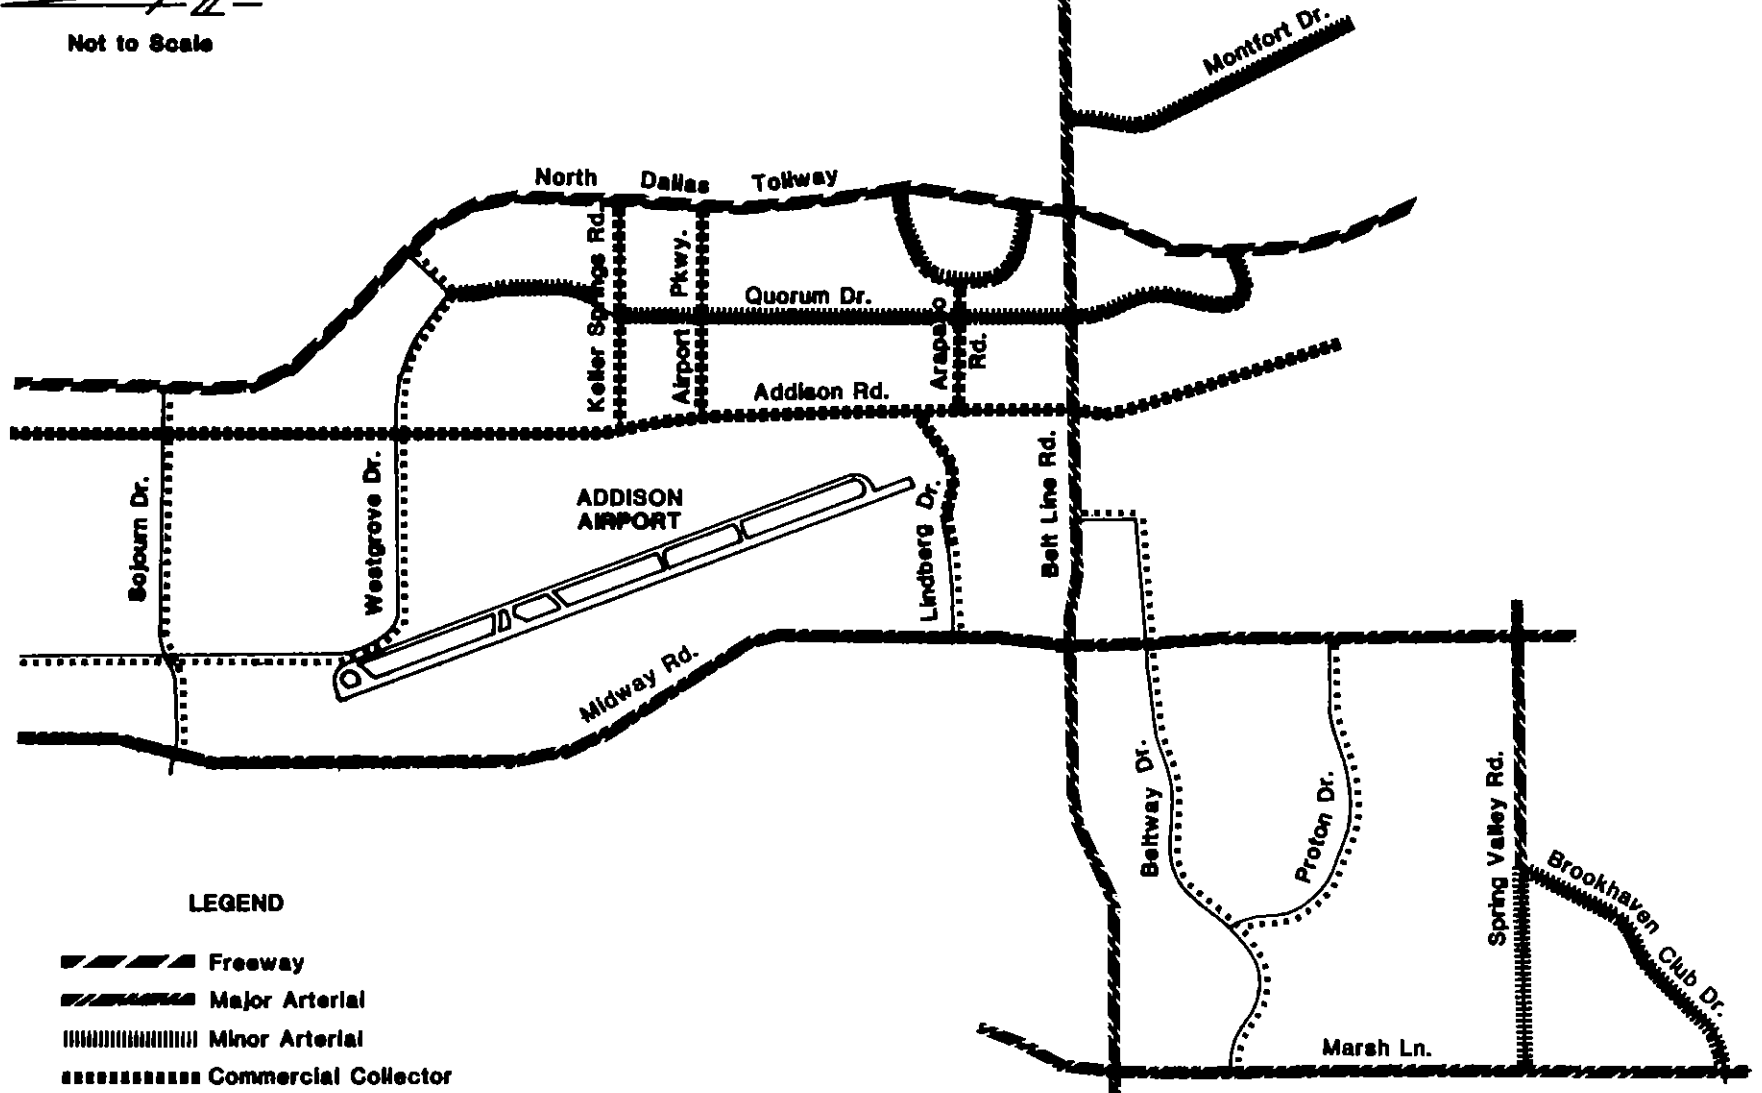 Not to Scale
Montfort Dr.
North Dallas Tollway
Keller Springs Rd.
Airport Pkwy.
Quorum Dr.
Arapaho
Rd.
Addison Rd.
Sojourn Dr.
Westgrove Dr.
ADDISON
AIRPORT
Lindberg Dr.
Belt Line Rd.
Midway Rd.
Beltway Dr.
Proton Dr.
Spring Valley Rd.
Brookhaven Club Dr.
Marsh Ln.
LEGEND
Freeway
Major Arterial
Minor Arterial
Commercial Collector